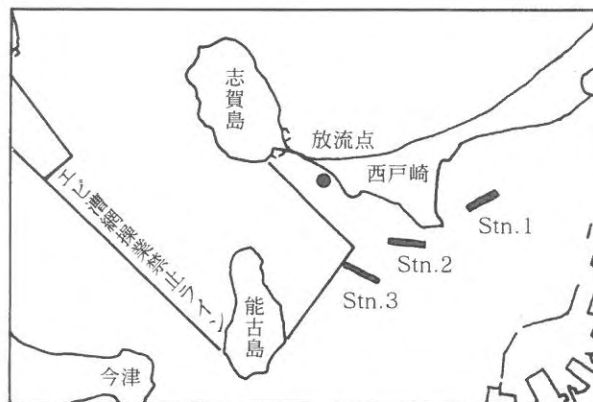 志賀島
放流点
西戸崎
Stn.1
Stn.2
Stn.3
エビ漕網操業禁止ライン
能古島
今津